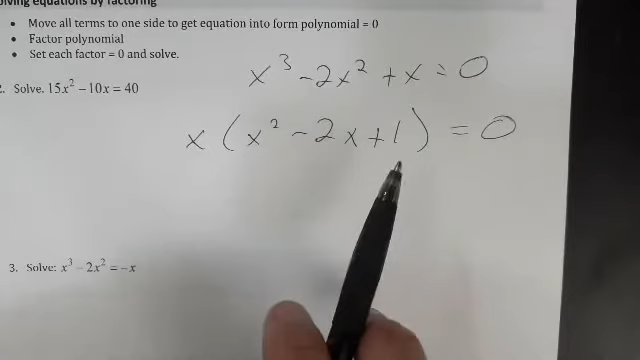 olving equations by factoring
• Move all terms to one side to get equation into form polynomial = 0
• Factor polynomial
• Set each factor = 0 and solve.
x³ - 2x² + x = 0
2. Solve. 15x² - 10x = 40
x (x² - 2x + 1) = 0
3. Solve: x³ - 2x² = -x